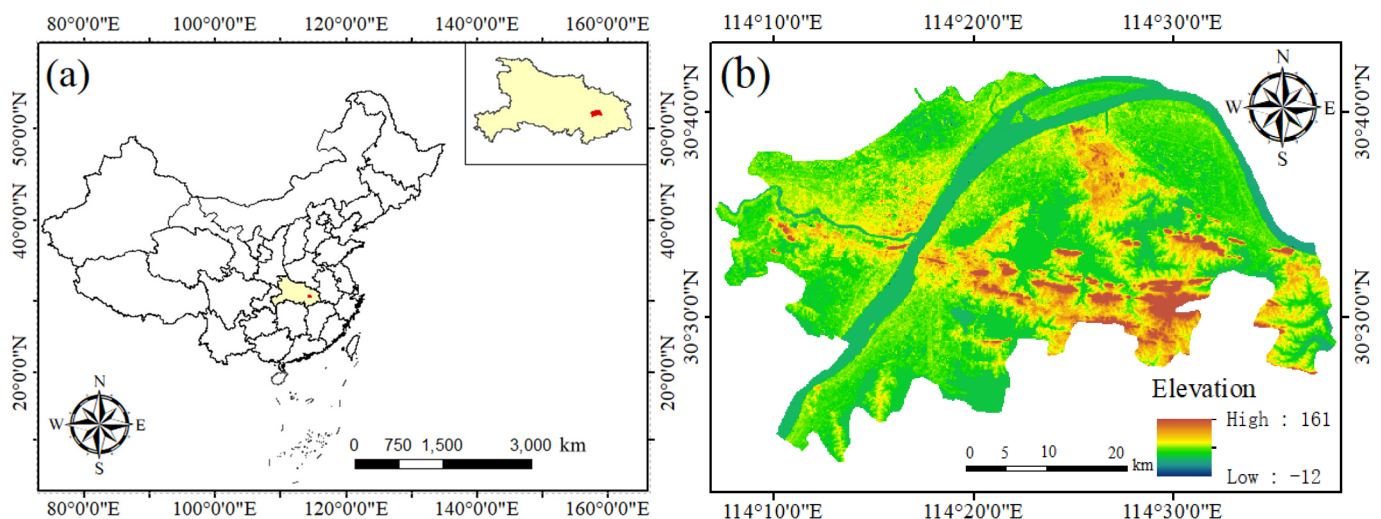 80°0'0"E 100°0'0"E 120°0'0"E 140°0'0"E 160°0'0"E
114°10'0"E 114°20'0"E 114°30'0"E
(a)
(b)
50°0'0"N
40°0'0"N
30°0'0"N
20°0'0"N
50°0'0"N
40°0'0"N
30°0'0"N
20°0'0"N
30°40'0"N
30°30'0"N
30°40'0"N
30°30'0"N
N
W E
S
N
W E
S
0 750 1,500 3,000 km
Elevation
High : 161
Low : -12
0 5 10 20
km
80°0'0"E 100°0'0"E 120°0'0"E 140°0'0"E 160°0'0"E
114°10'0"E 114°20'0"E 114°30'0"E